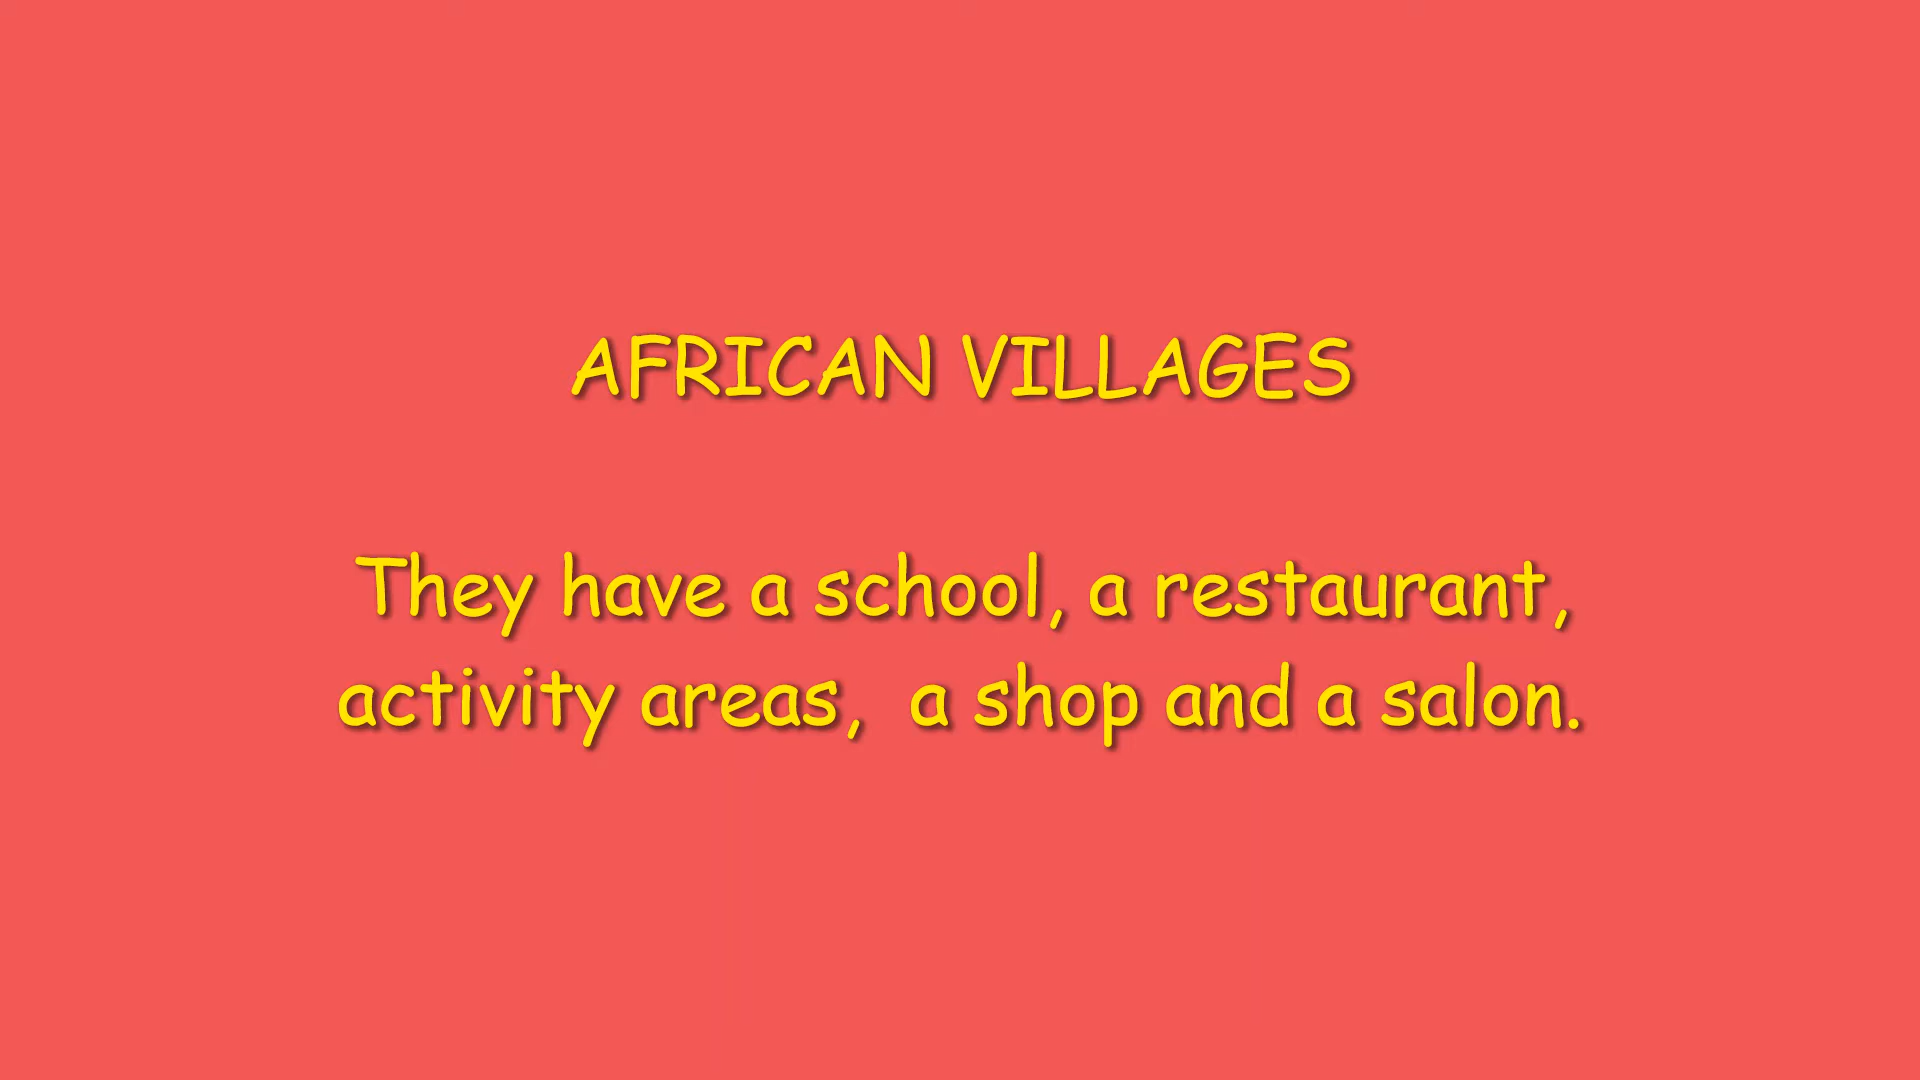 AFRICAN VILLAGES
They have a school, a restaurant,
activity areas,  a shop and a salon.